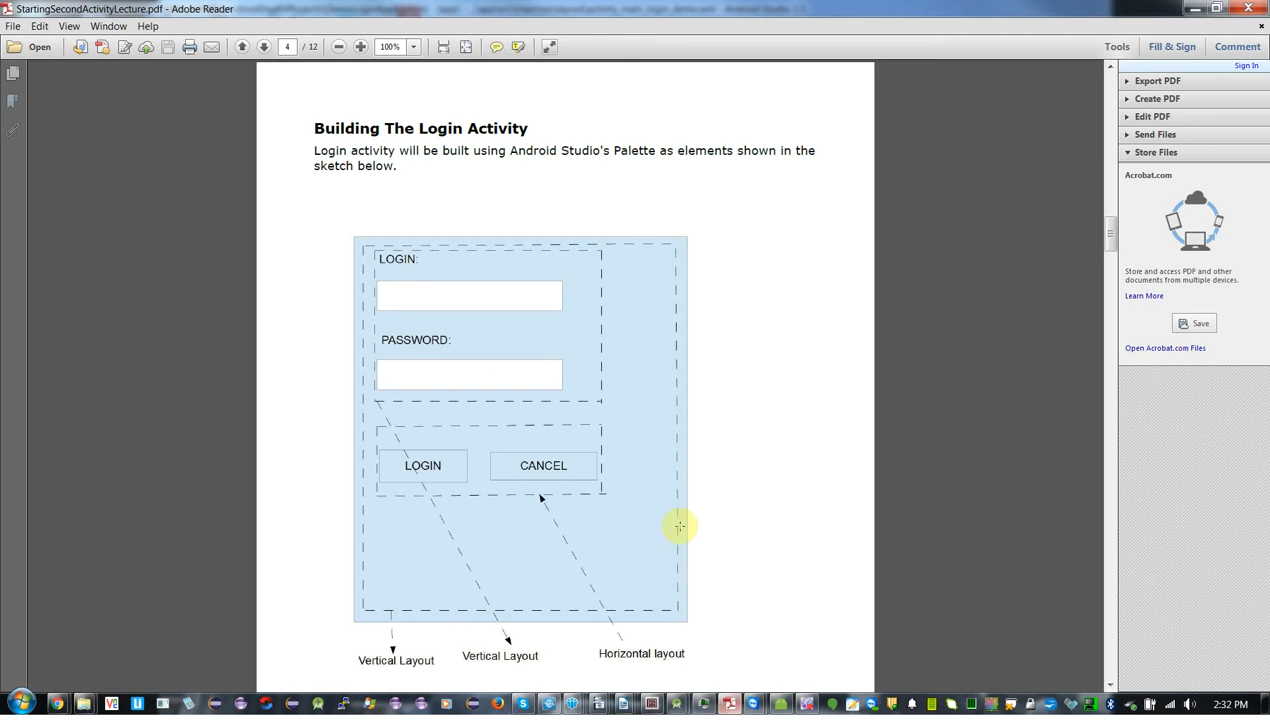 StartingSecondActivityLecture.pdf - Adobe Reader
File Edit View Window Help
Open 4 / 12 100% Tools Fill & Sign Comment
Sign In
Export PDF
Create PDF
Edit PDF
Send Files
Store Files
Acrobat.com
Store and access PDF and other
documents from multiple devices.
Learn More
Save
Open Acrobat.com Files
Building The Login Activity
Login activity will be built using Android Studio's Palette as elements shown in the
sketch below.
LOGIN:
PASSWORD:
LOGIN CANCEL
Vertical Layout Vertical Layout Horizontal layout
2:32 PM